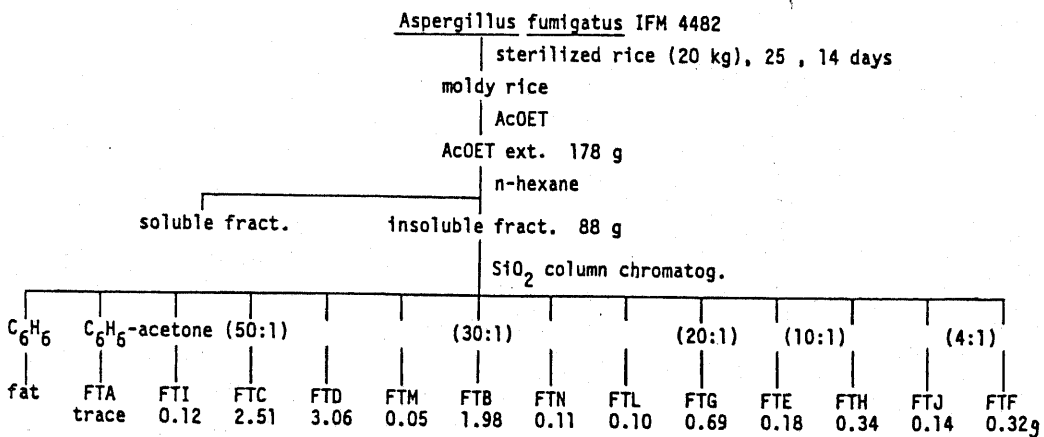 Aspergillus fumigatus IFM 4482
sterilized rice (20 kg), 25 , 14 days
moldy rice
AcOET
AcOET ext. 178 g
n-hexane
soluble fract. insoluble fract. 88 g
SiO2 column chromatog.
C6H6 C6H6-acetone (50:1) (30:1) (20:1) (10:1) (4:1)
fat FTA FTI FTC FTD FTM FTB FTN FTL FTG FTE FTH FTJ FTF
trace 0.12 2.51 3.06 0.05 1.98 0.11 0.10 0.69 0.18 0.34 0.14 0.32g